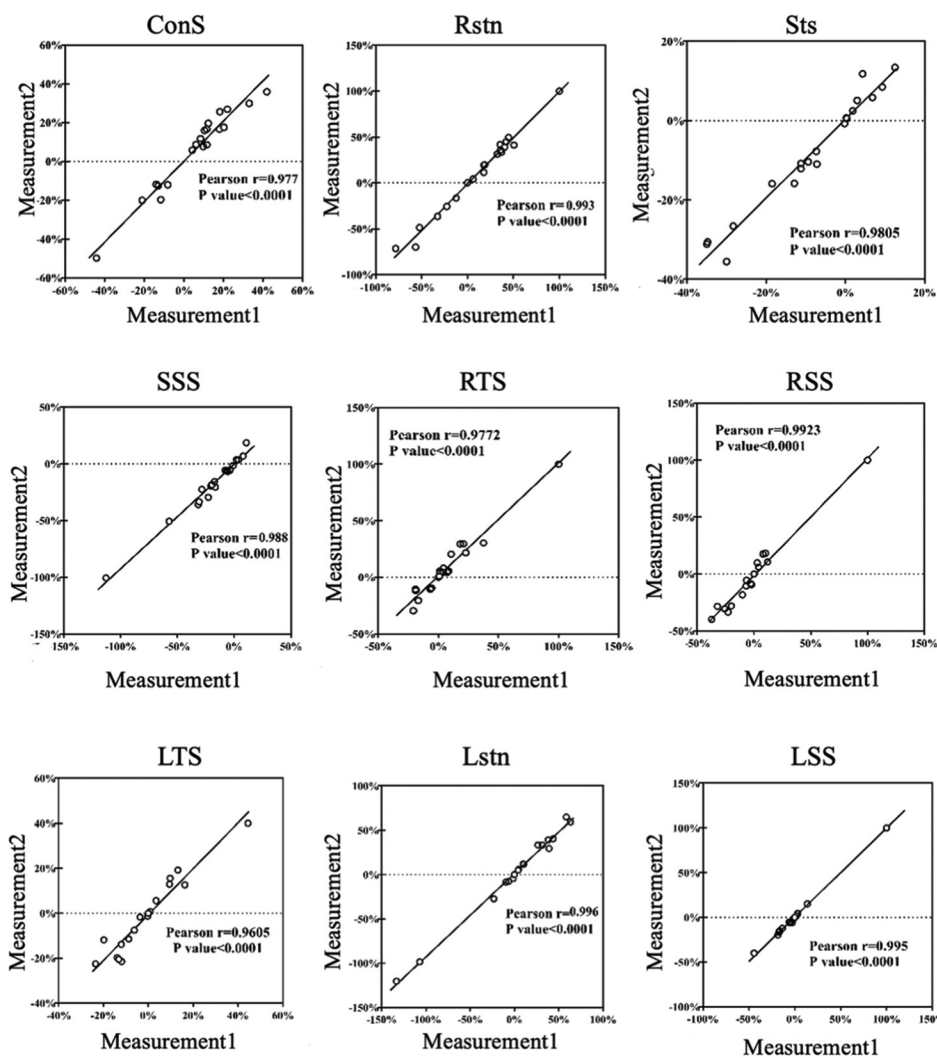 ConS
Rstn
Sts
60%
40%
20%
0%
-20%
-40%
-60%
Measurement2
Pearson r=0.977
P value<0.0001
-60%
-40%
-20%
0%
20%
40%
60%
Measurement1
150%
100%
50%
0%
-50%
-100%
Measurement2
Pearson r=0.993
P value<0.0001
-100%
-50%
0%
50%
100%
150%
Measurement1
20%
0%
-20%
-40%
Measurement2
Pearson r=0.9805
P value<0.0001
-40%
-20%
0%
20%
Measurement1
SSS
RTS
RSS
50%
0%
-50%
-100%
-150%
Measurement2
Pearson r=0.988
P value<0.0001
-150%
-100%
-50%
0%
50%
Measurement1
150%
100%
50%
0%
-50%
Measurement2
Pearson r=0.9772
P value<0.0001
-50%
0%
50%
100%
150%
Measurement1
150%
100%
50%
0%
-50%
Measurement2
Pearson r=0.9923
P value<0.0001
-50%
0%
50%
100%
150%
Measurement1
LTS
Lstn
LSS
60%
40%
20%
0%
-20%
-40%
Measurement2
Pearson r=0.9605
P value<0.0001
-40%
-20%
0%
20%
40%
60%
Measurement1
100%
50%
0%
-50%
-100%
-150%
Measurement2
Pearson r=0.996
P value<0.0001
-150%
-100%
-50%
0%
50%
100%
Measurement1
150%
100%
50%
0%
-50%
-100%
Measurement2
Pearson r=0.995
P value<0.0001
-100%
-50%
0%
50%
100%
150%
Measurement1